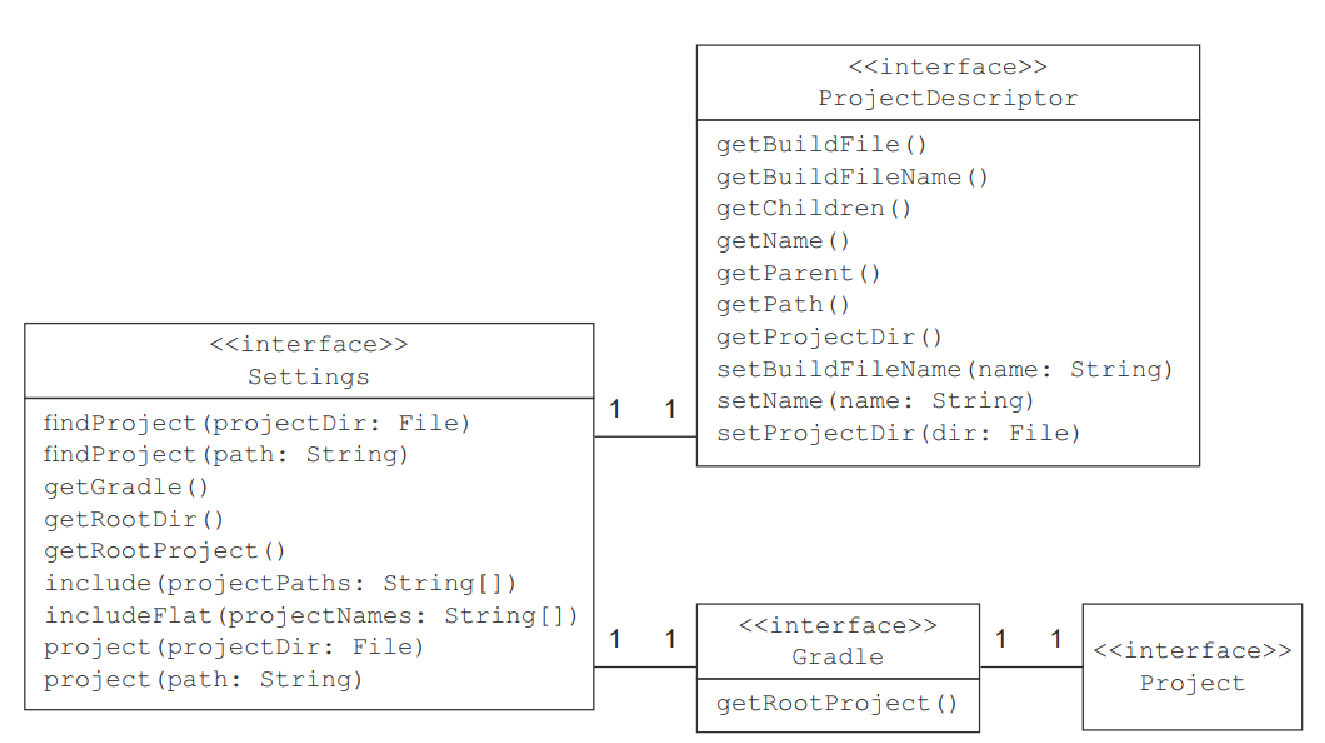 <<interface>>
ProjectDescriptor
getBuildFile()
getBuildFileName()
getChildren()
getName()
getParent()
getPath()
getProjectDir()
setBuildFileName(name: String)
setName(name: String)
setProjectDir(dir: File)
<<interface>>
Settings
findProject(projectDir: File)
findProject(path: String)
getGradle()
getRootDir()
getRootProject()
include(projectPaths: String[])
includeFlat(projectNames: String[])
project(projectDir: File)
project(path: String)
1 1
1 1
<<interface>>
Gradle
getRootProject()
1 1
<<interface>>
Project